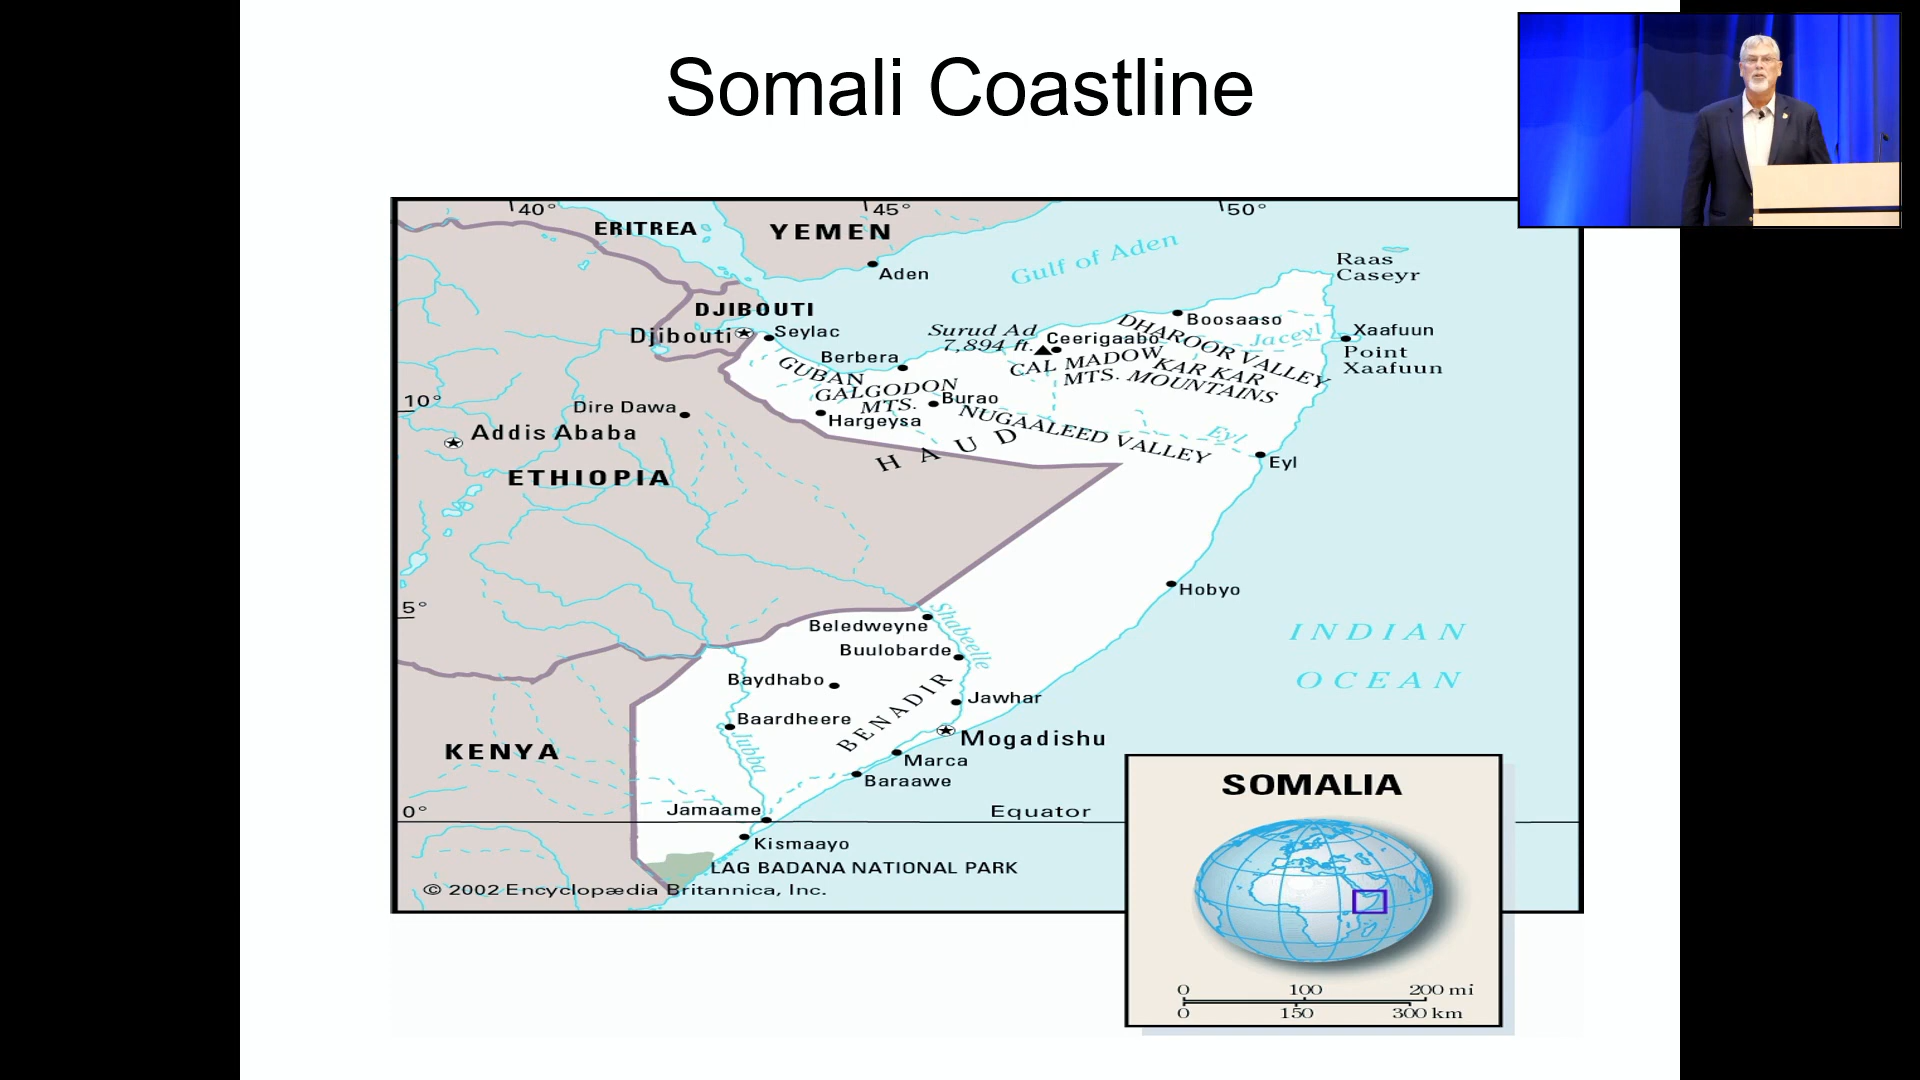 Somali Coastline
40°
45°
50°
ERITREA
YEMEN
Gulf of Aden
Raas
Caseyr
Aden
DJIBOUTI
Djibouti
Seylac
Boosaaso
Surud Ad
7,894 ft.
Ceerigaabo
DHAROOR VALLEY
Jaceyl
Xaafuun
Point
Xaafuun
Berbera
GUBAN
CAL MADOW
MTS.
KAR KAR
MOUNTAINS
GALGODON
MTS.
Burao
Hargeysa
10°
Dire Dawa
Addis Ababa
NUGAALEED VALLEY
Eyl
HAUD
Eyl
ETHIOPIA
Hobyo
5°
Shabeelle
Beledweyne
Buulobarde
INDIAN
OCEAN
Baydhabo
Jawhar
Baardheere
BENADIR
Jubba
Mogadishu
KENYA
Marca
Baraawe
0°
Jamaame
Equator
Kismaayo
LAG BADANA NATIONAL PARK
© 2002 Encyclopædia Britannica, Inc.
SOMALIA
0 100 200 mi
0 150 300 km